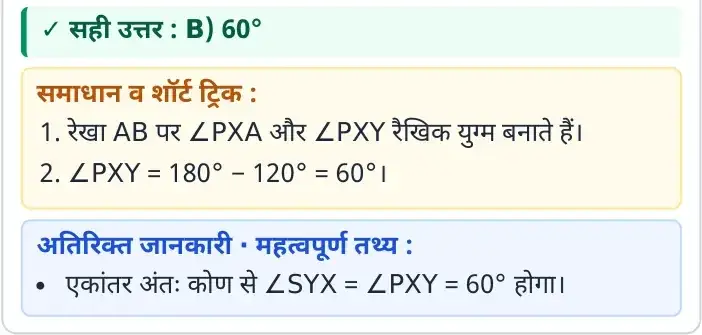 ✓ सही उत्तर : B) 60°
समाधान व शॉर्ट ट्रिक :
1. रेखा AB पर ∠PXA और ∠PXY रैखिक युग्म बनाते हैं।
2. ∠PXY = 180° − 120° = 60°।
अतिरिक्त जानकारी · महत्वपूर्ण तथ्य :
• एकांतर अंतः कोण से ∠SYX = ∠PXY = 60° होगा।